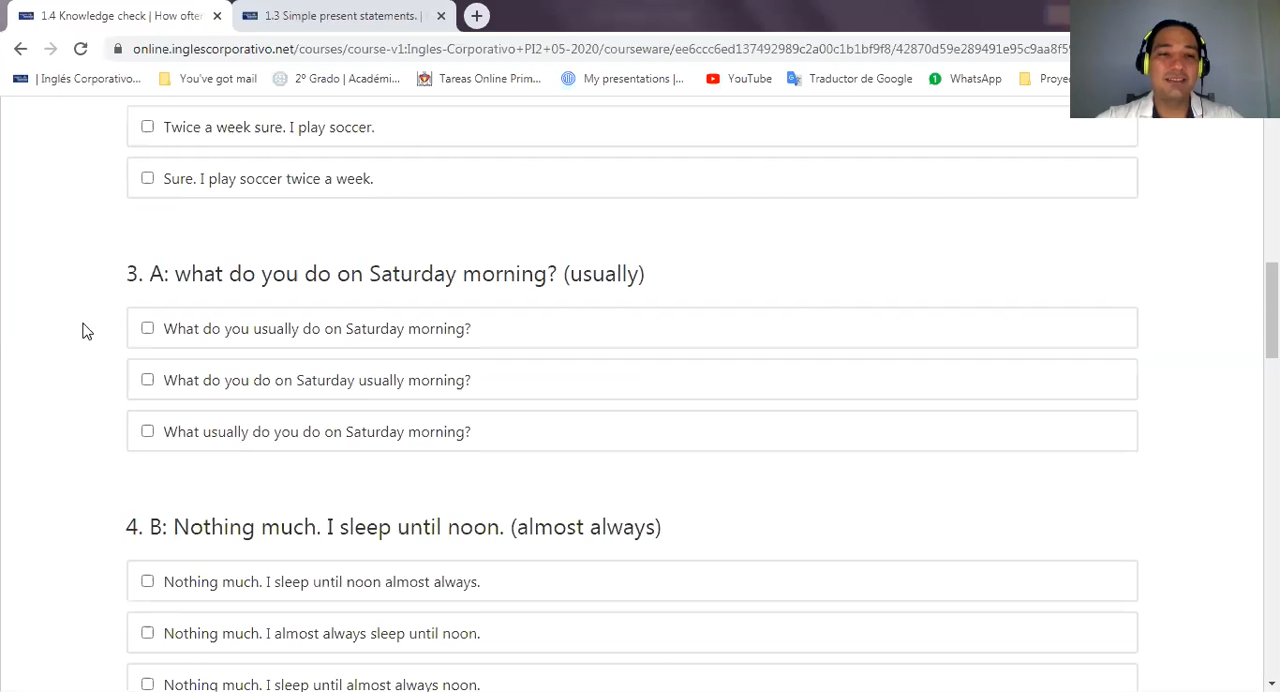 1.4 Knowledge check | How ofte
1.3 Simple present statements. |
online.inglescorporativo.net/courses/course-v1:Ingles-Corporativo+PI2+05-2020/courseware/ee6ccc6ed137492989c2a00c1b1bf9f8/42870d59e289491e95c9aa8f5
| Inglés Corporativo...
You've got mail
2º Grado | Académi...
Tareas Online Prim...
My presentations |...
YouTube
Traductor de Google
1
WhatsApp
Proye
Twice a week sure. I play soccer.
Sure. I play soccer twice a week.
3. A: what do you do on Saturday morning? (usually)
What do you usually do on Saturday morning?
What do you do on Saturday usually morning?
What usually do you do on Saturday morning?
4. B: Nothing much. I sleep until noon. (almost always)
Nothing much. I sleep until noon almost always.
Nothing much. I almost always sleep until noon.
Nothing much. I sleep until almost always noon.